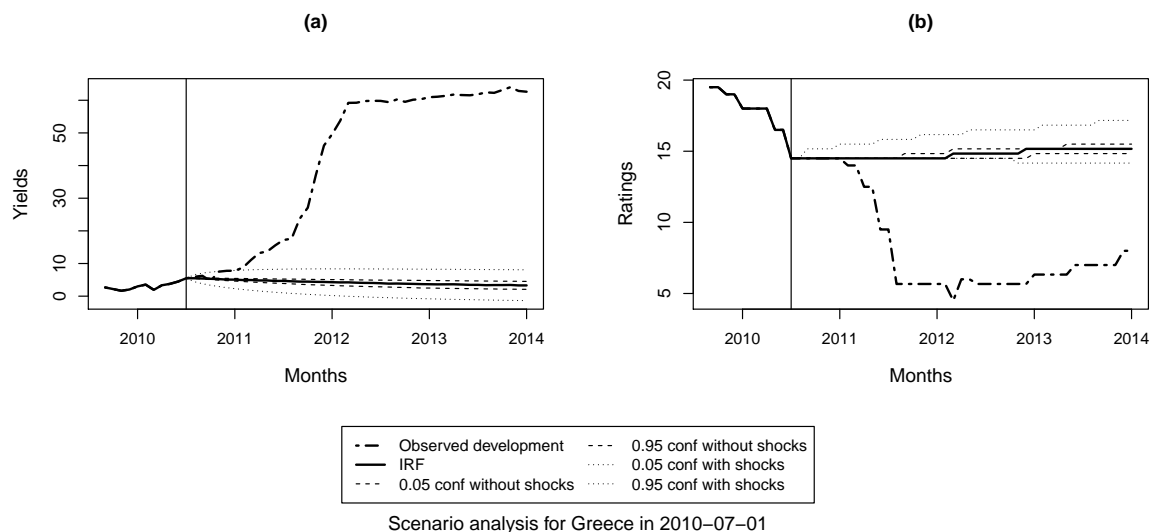 (a)
(b)
Yields
0
10
30
50
2010
2011
2012
2013
2014
Months
Ratings
5
10
15
20
2010
2011
2012
2013
2014
Months
Observed development
IRF
0.05 conf without shocks
0.95 conf without shocks
0.05 conf with shocks
0.95 conf with shocks
Scenario analysis for Greece in 2010−07−01